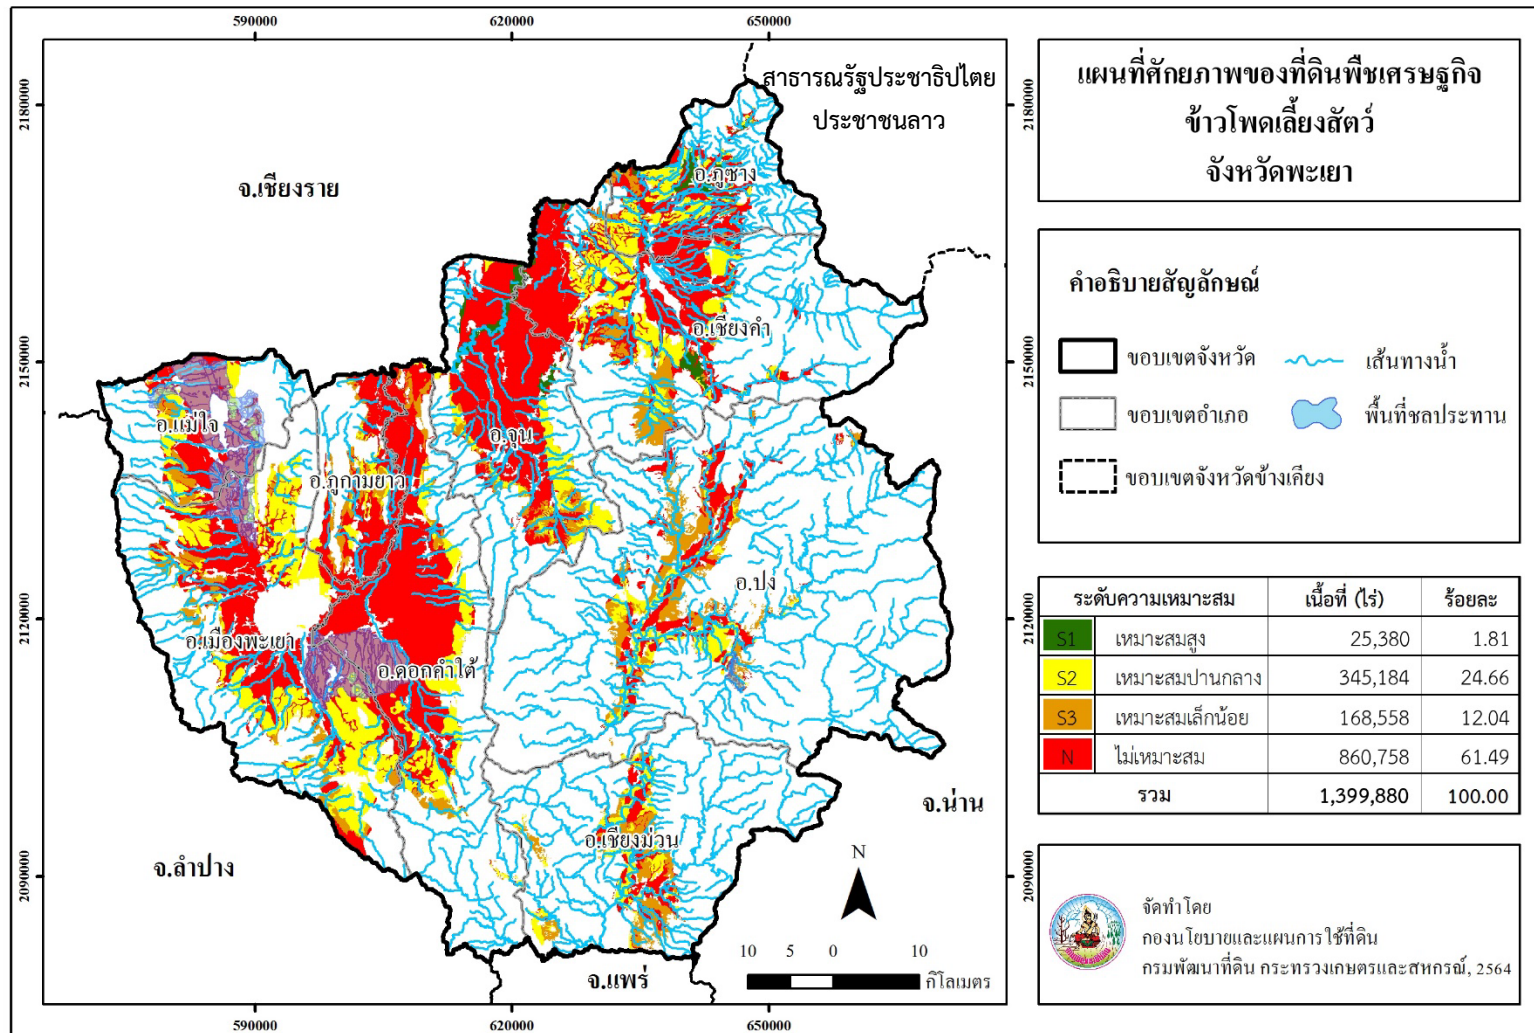 590000
620000
650000
2180000
2150000
2120000
2090000
สาธารณรัฐประชาธิปไตย
ประชาชนลาว
จ.เชียงราย
อ.ภูซาง
อ.เชียงคำ
อ.แม่ใจ
อ.จุน
อ.ภูกามยาว
อ.ปง
อ.เมืองพะเยา
อ.ดอกคำใต้
อ.เชียงม่วน
จ.น่าน
จ.ลำปาง
จ.แพร่
N
10 5 0 10
กิโลเมตร
2180000
2150000
2120000
2090000
590000
620000
650000
แผนที่ศักยภาพของที่ดินพืชเศรษฐกิจ
ข้าวโพดเลี้ยงสัตว์
จังหวัดพะเยา
คำอธิบายสัญลักษณ์
ขอบเขตจังหวัด เส้นทางน้ำ
ขอบเขตอำเภอ พื้นที่ชลประทาน
ขอบเขตจังหวัดข้างเคียง
ระดับความเหมาะสม เนื้อที่ (ไร่) ร้อยละ
S1 เหมาะสมสูง 25,380 1.81
S2 เหมาะสมปานกลาง 345,184 24.66
S3 เหมาะสมเล็กน้อย 168,558 12.04
N ไม่เหมาะสม 860,758 61.49
รวม 1,399,880 100.00
จัดทำโดย
กองนโยบายและแผนการใช้ที่ดิน
กรมพัฒนาที่ดิน กระทรวงเกษตรและสหกรณ์, 2564